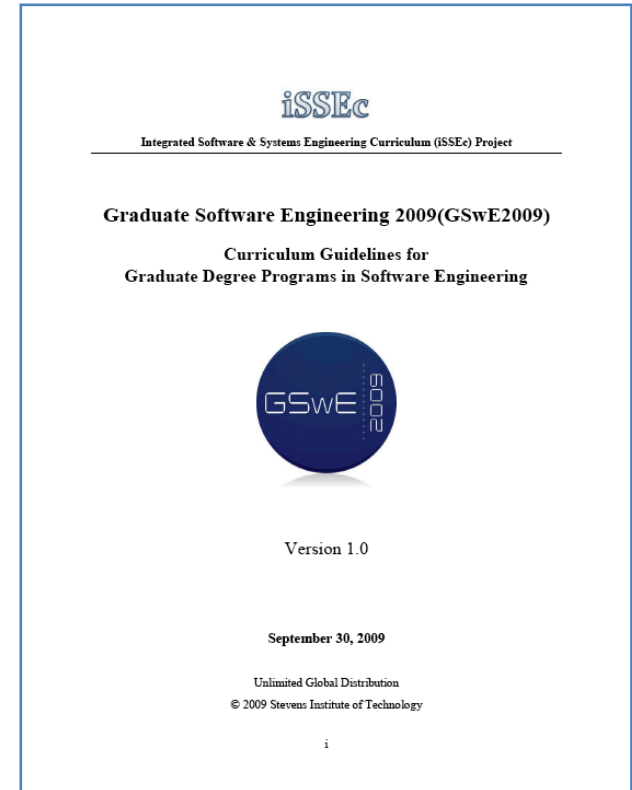 iSSEc
Integrated Software & Systems Engineering Curriculum (iSSEc) Project
Graduate Software Engineering 2009(GSwE2009)
Curriculum Guidelines for
Graduate Degree Programs in Software Engineering
GSwE 2009
Version 1.0
September 30, 2009
Unlimited Global Distribution
© 2009 Stevens Institute of Technology
i